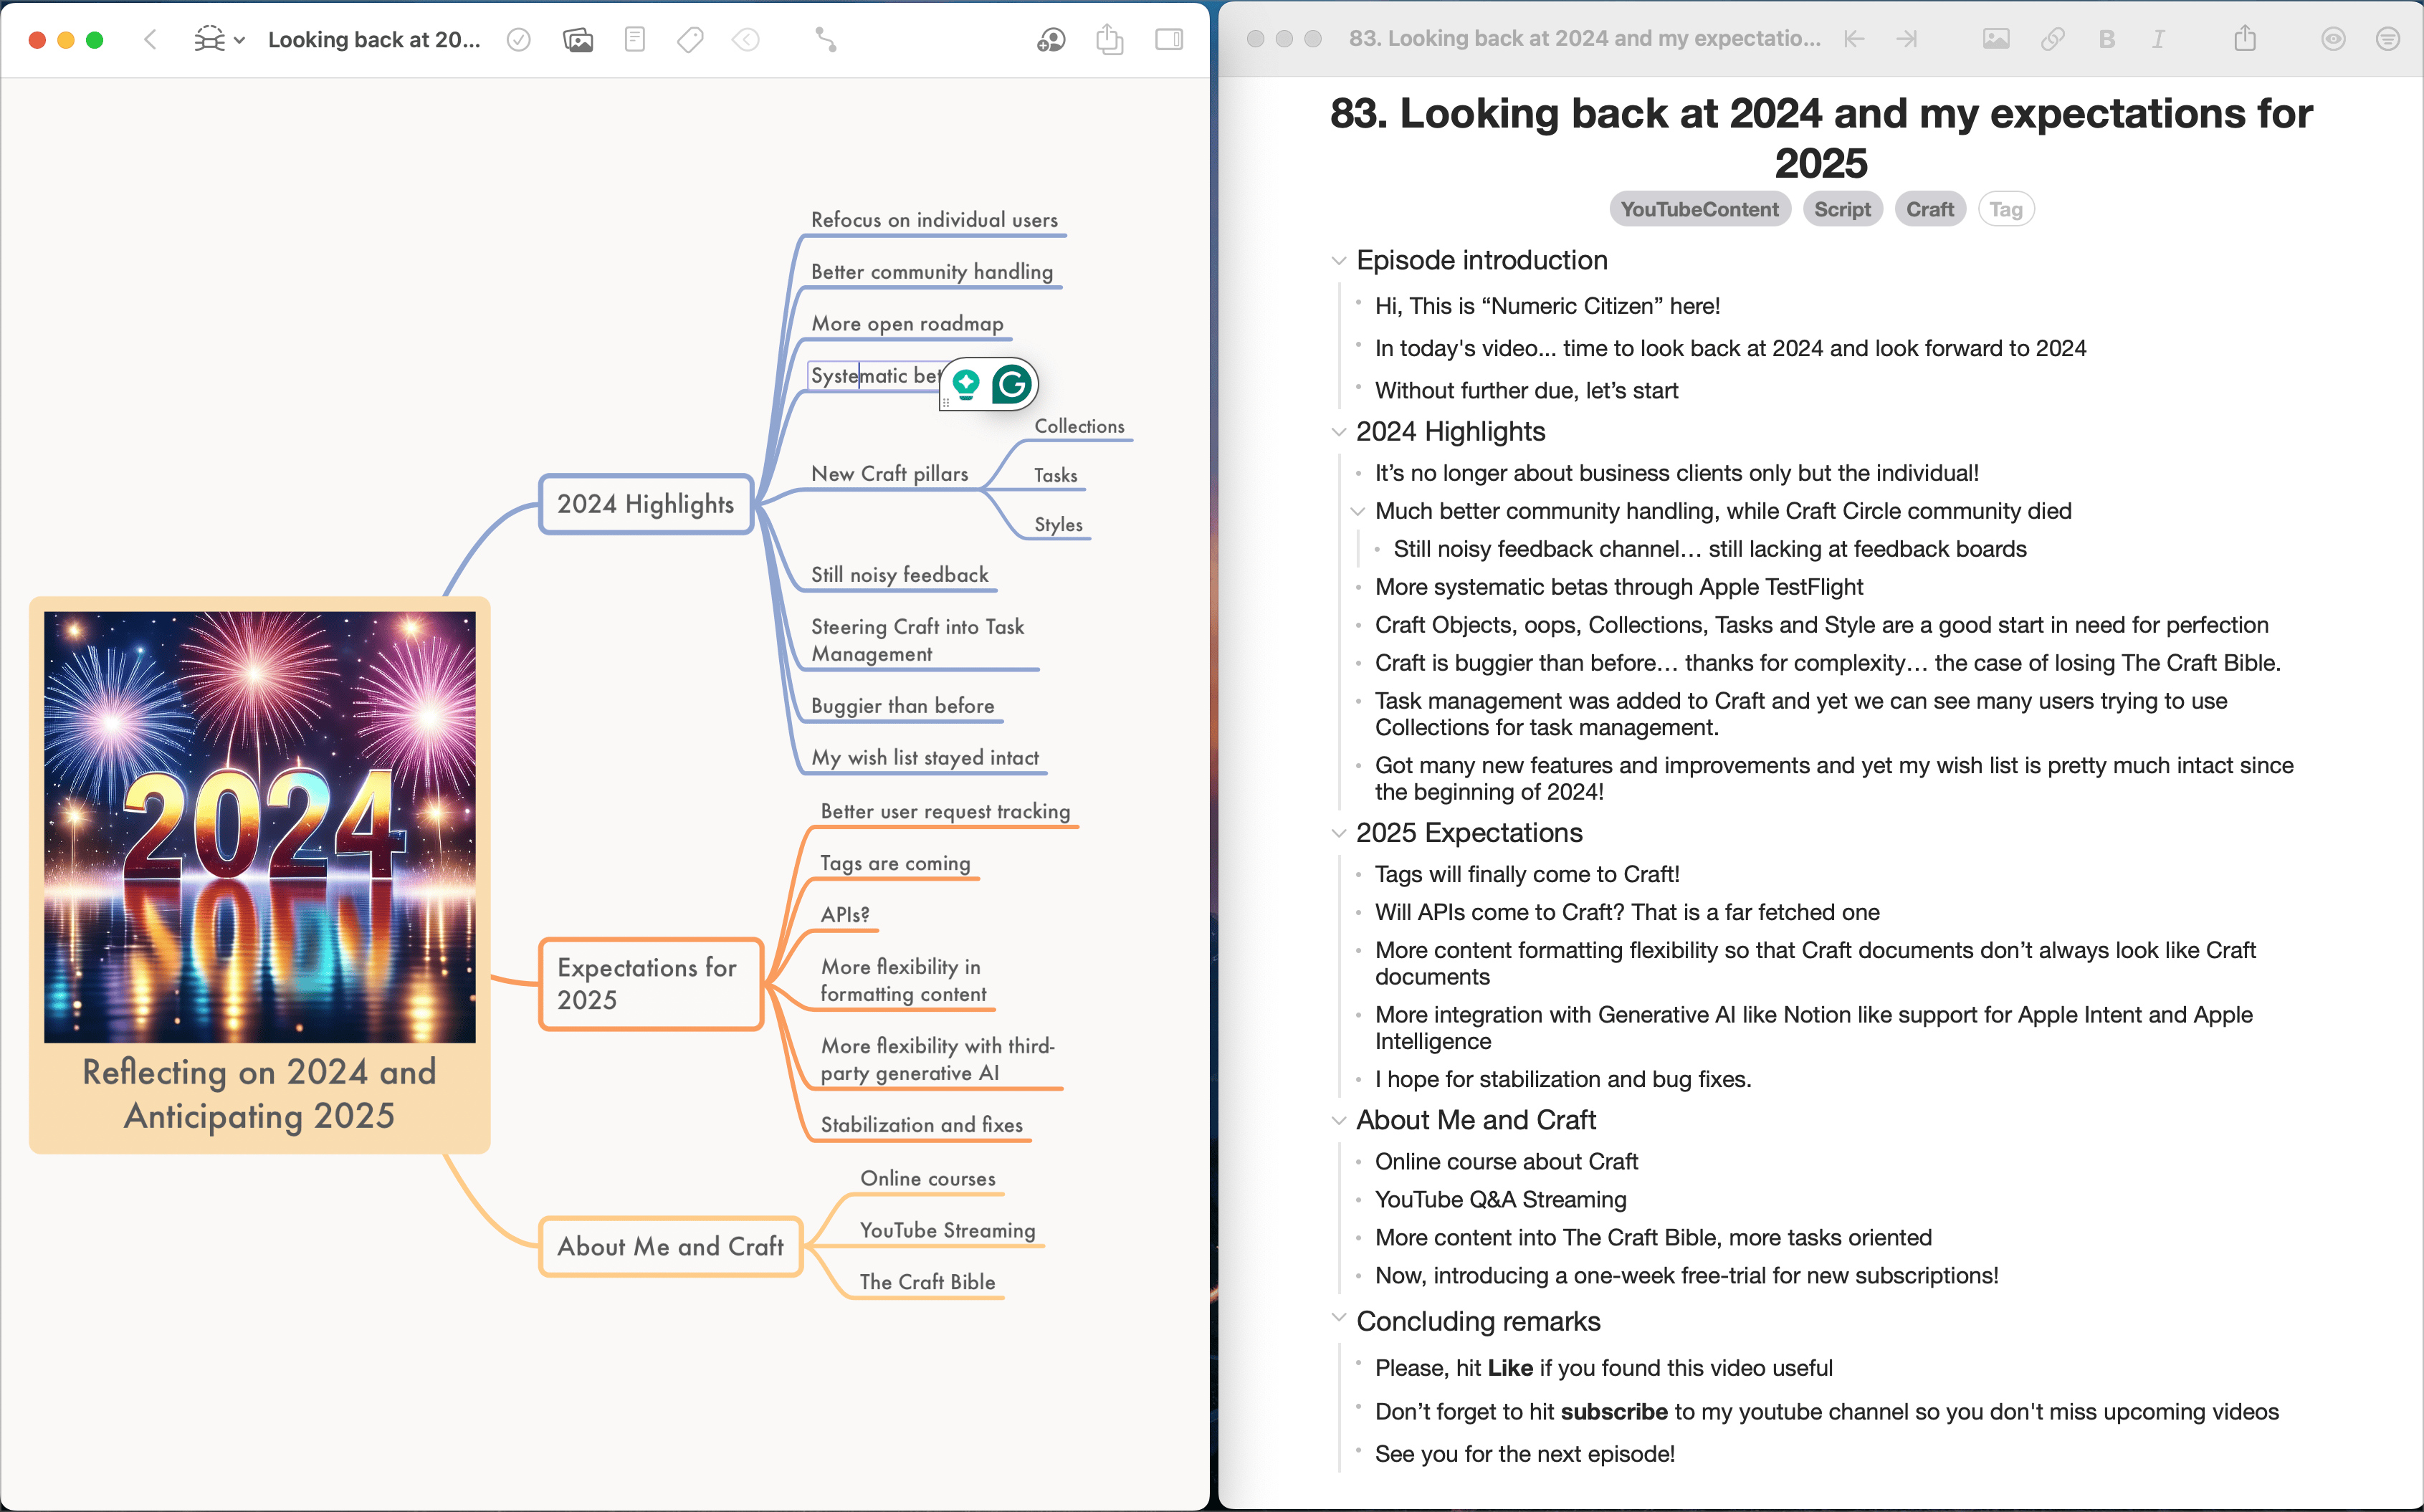 Looking back at 20...
Refocus on individual users
Better community handling
More open roadmap
Systematic bet
New Craft pillars
Collections
Tasks
Styles
Still noisy feedback
Steering Craft into Task
Management
Buggier than before
My wish list stayed intact
2024 Highlights
Better user request tracking
Tags are coming
APIs?
More flexibility in
formatting content
More flexibility with third-
party generative AI
Stabilization and fixes
Expectations for
2025
Online courses
YouTube Streaming
The Craft Bible
About Me and Craft
2024
Reflecting on 2024 and
Anticipating 2025
83. Looking back at 2024 and my expectatio...
B
I
83. Looking back at 2024 and my expectations for
2025
YouTubeContent Script Craft Tag
Episode introduction
Hi, This is “Numeric Citizen” here!
In today's video... time to look back at 2024 and look forward to 2024
Without further due, let’s start
2024 Highlights
It’s no longer about business clients only but the individual!
Much better community handling, while Craft Circle community died
Still noisy feedback channel… still lacking at feedback boards
More systematic betas through Apple TestFlight
Craft Objects, oops, Collections, Tasks and Style are a good start in need for perfection
Craft is buggier than before… thanks for complexity… the case of losing The Craft Bible.
Task management was added to Craft and yet we can see many users trying to use
Collections for task management.
Got many new features and improvements and yet my wish list is pretty much intact since
the beginning of 2024!
2025 Expectations
Tags will finally come to Craft!
Will APIs come to Craft? That is a far fetched one
More content formatting flexibility so that Craft documents don’t always look like Craft
documents
More integration with Generative AI like Notion like support for Apple Intent and Apple
Intelligence
I hope for stabilization and bug fixes.
About Me and Craft
Online course about Craft
YouTube Q&A Streaming
More content into The Craft Bible, more tasks oriented
Now, introducing a one-week free-trial for new subscriptions!
Concluding remarks
Please, hit Like if you found this video useful
Don’t forget to hit subscribe to my youtube channel so you don't miss upcoming videos
See you for the next episode!